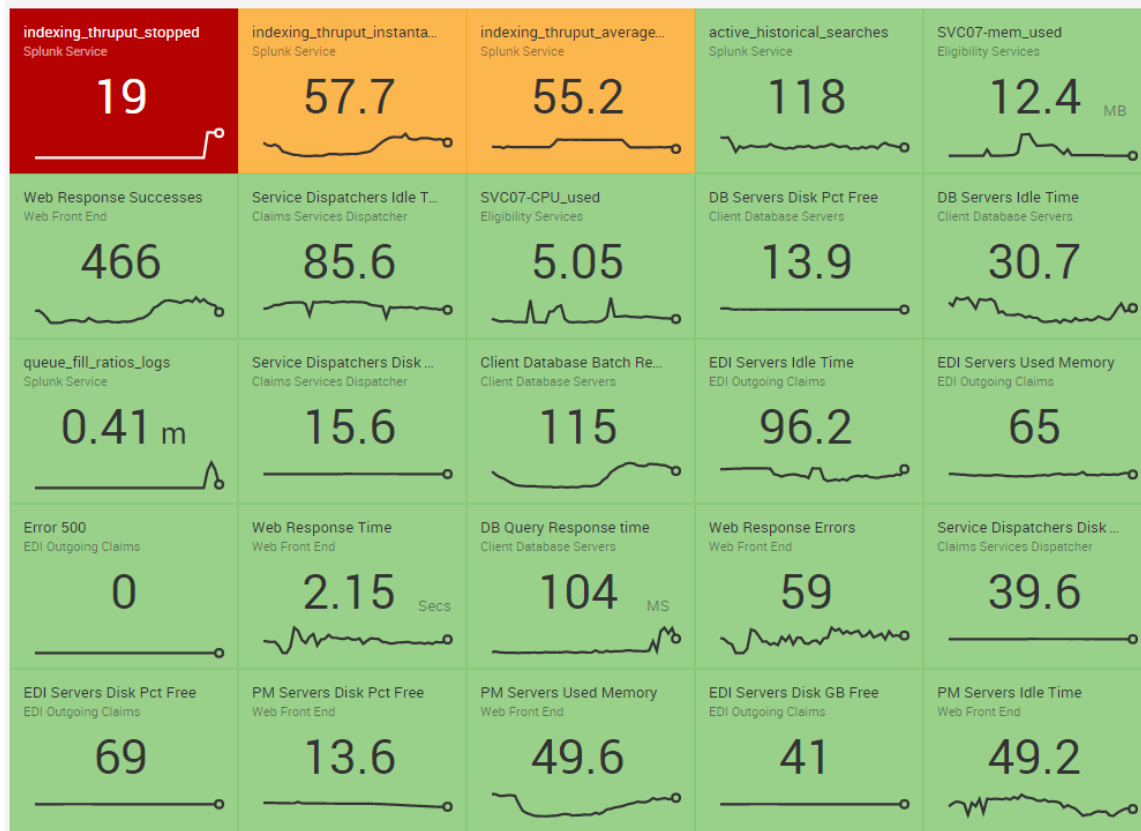 indexing_thruput_stopped
Splunk Service
19
indexing_thruput_instanta...
Splunk Service
57.7
indexing_thruput_average...
Splunk Service
55.2
active_historical_searches
Splunk Service
118
SVC07-mem_used
Eligibility Services
12.4 MB
Web Response Successes
Web Front End
466
Service Dispatchers Idle T...
Claims Services Dispatcher
85.6
SVC07-CPU_used
Eligibility Services
5.05
DB Servers Disk Pct Free
Client Database Servers
13.9
DB Servers Idle Time
Client Database Servers
30.7
queue_fill_ratios_logs
Splunk Service
0.41 m
Service Dispatchers Disk ...
Claims Services Dispatcher
15.6
Client Database Batch Re...
Client Database Servers
115
EDI Servers Idle Time
EDI Outgoing Claims
96.2
EDI Servers Used Memory
EDI Outgoing Claims
65
Error 500
EDI Outgoing Claims
0
Web Response Time
Web Front End
2.15 Secs
DB Query Response time
Client Database Servers
104 MS
Web Response Errors
Web Front End
59
Service Dispatchers Disk ...
Claims Services Dispatcher
39.6
EDI Servers Disk Pct Free
EDI Outgoing Claims
69
PM Servers Disk Pct Free
Web Front End
13.6
PM Servers Used Memory
Web Front End
49.6
EDI Servers Disk GB Free
EDI Outgoing Claims
41
PM Servers Idle Time
Web Front End
49.2